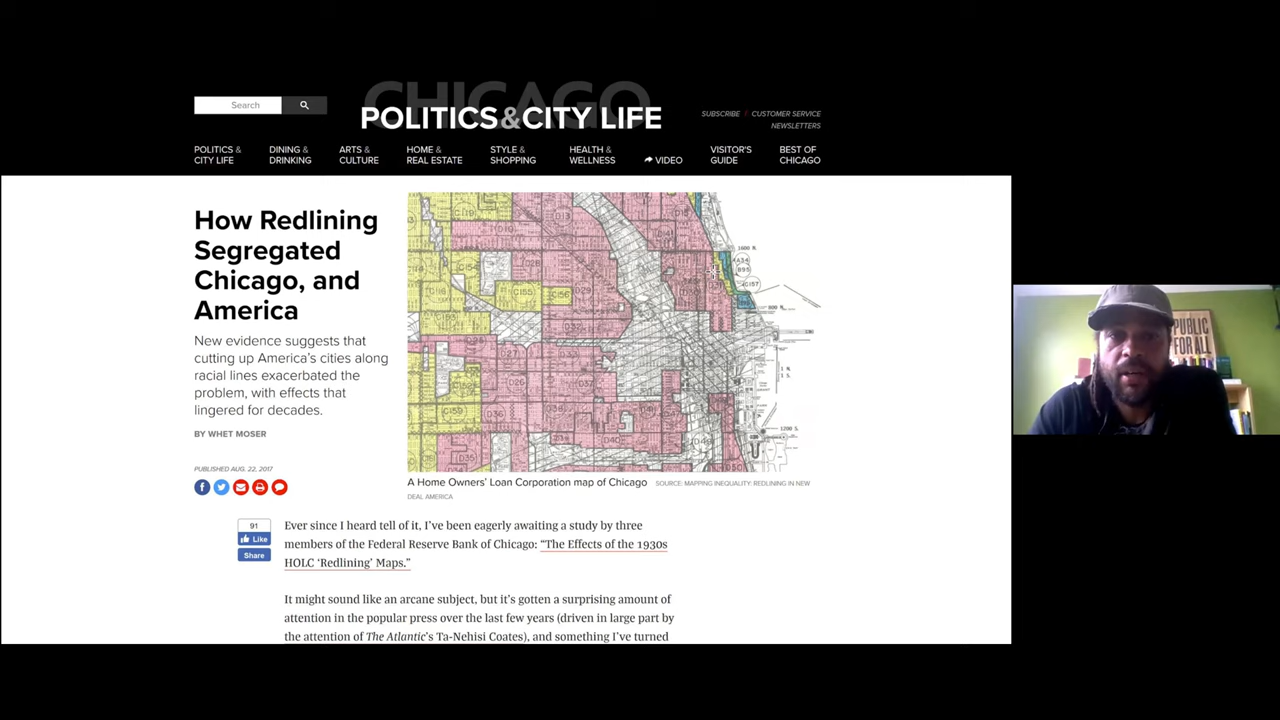 CHICAGO
Search
POLITICS&CITY LIFE
SUBSCRIBE / CUSTOMER SERVICE
NEWSLETTERS
POLITICS & CITY LIFE
DINING & DRINKING
ARTS & CULTURE
HOME & REAL ESTATE
STYLE & SHOPPING
HEALTH & WELLNESS
VIDEO
VISITOR'S GUIDE
BEST OF CHICAGO
How Redlining
Segregated
Chicago, and
America
New evidence suggests that
cutting up America's cities along
racial lines exacerbated the
problem, with effects that
lingered for decades.
BY WHET MOSER
PUBLISHED AUG. 22, 2017
A Home Owners' Loan Corporation map of Chicago SOURCE: MAPPING INEQUALITY: REDLINING IN NEW
DEAL AMERICA
91
Like
Share
Ever since I heard tell of it, I've been eagerly awaiting a study by three
members of the Federal Reserve Bank of Chicago: “The Effects of the 1930s
HOLC ‘Redlining’ Maps.”
It might sound like an arcane subject, but it's gotten a surprising amount of
attention in the popular press over the last few years (driven in large part by
the attention of The Atlantic's Ta-Nehisi Coates), and something I've turned
PUBLIC
FOR ALL